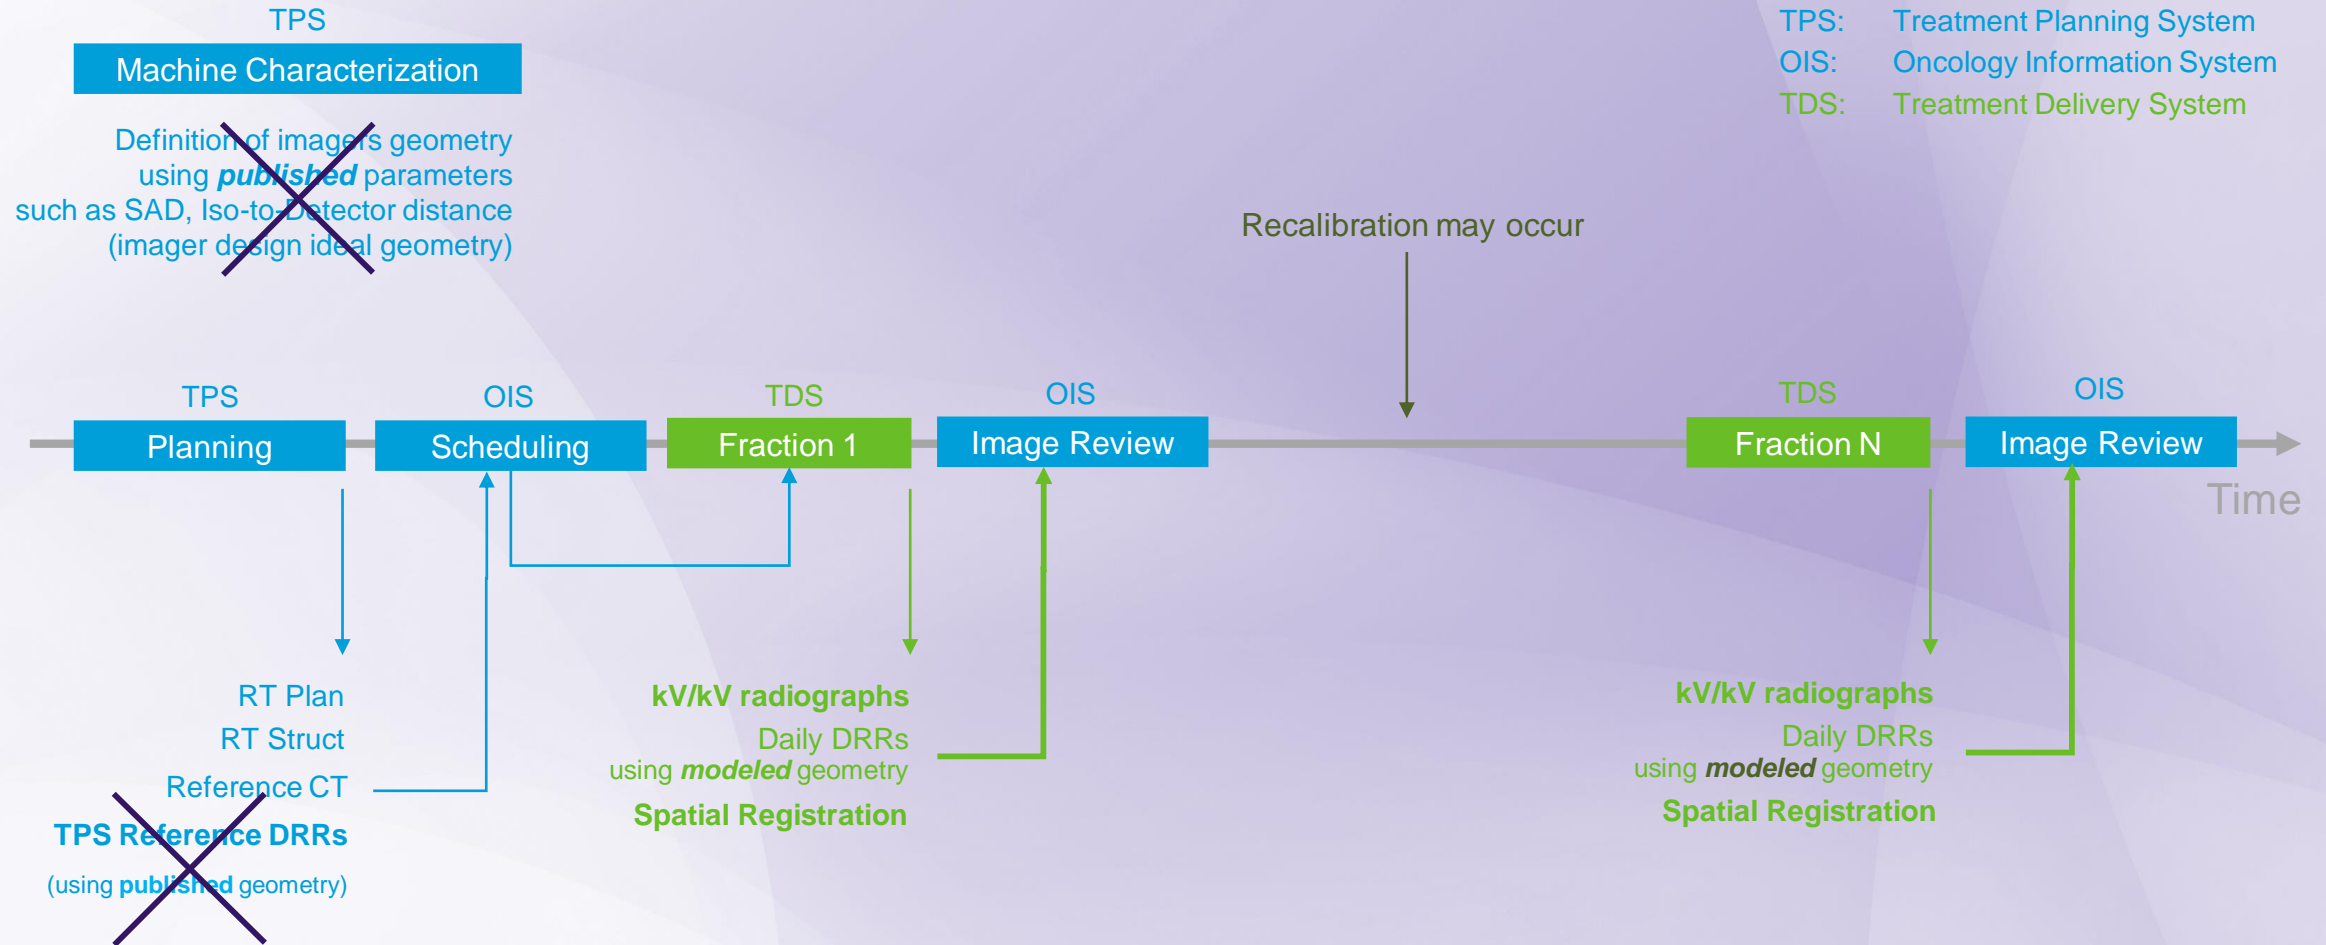 TPS
Machine Characterization
Definition of imagers geometry
using published parameters
such as SAD, Iso-to-Detector distance
(imager design ideal geometry)
TPS: Treatment Planning System
OIS: Oncology Information System
TDS: Treatment Delivery System
Recalibration may occur
TPS
Planning
OIS
Scheduling
TDS
Fraction 1
OIS
Image Review
TDS
Fraction N
OIS
Image Review
Time
RT Plan
RT Struct
Reference CT
TPS Reference DRRs
(using published geometry)
kV/kV radiographs
Daily DRRs
using modeled geometry
Spatial Registration
kV/kV radiographs
Daily DRRs
using modeled geometry
Spatial Registration